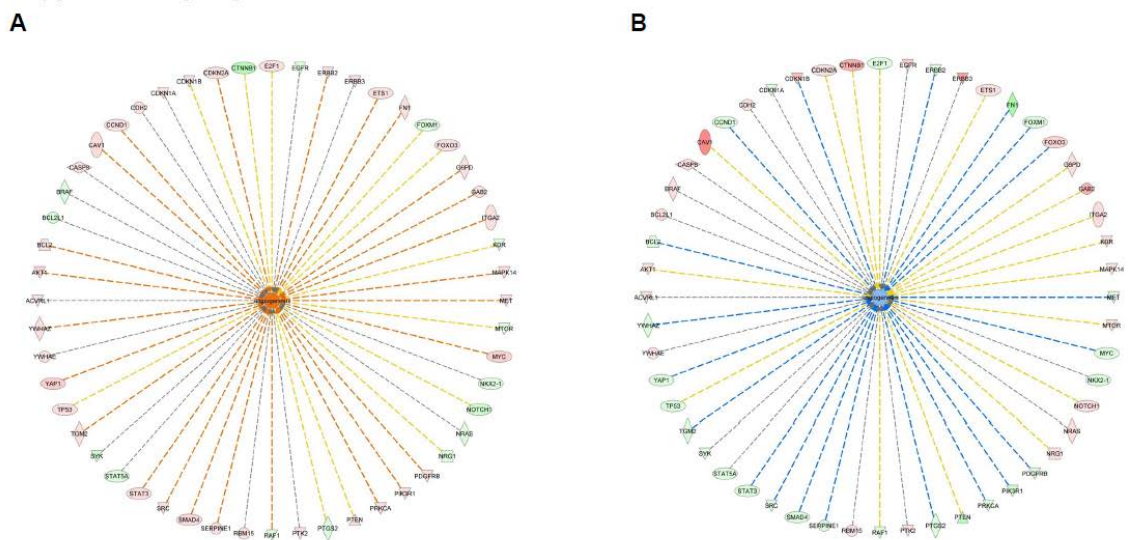 A
B
E2F1
EGFR
ERBB2
ERBB3
ETS1
FN1
FOXM1
FOXO3
G6PD
GAB2
ITGA2
KDR
MAPK14
MET
MTOR
MYC
NKX2-1
NOTCH1
NRAS
NRG1
PDGFRB
PIK3R1
PRKCA
PTEN
PTGS2
PTK2
RAF1
RBM15
SERPINE1
SMAD4
SRC
STAT3
STAT5A
SYK
TGM2
TP53
YAP1
YWHAE
YWHAZ
ACVRL1
AKT1
BCL2
BCL2L1
BRAF
CASP8
CAV1
CCND1
CDH2
CDKN1A
CDKN1B
CDKN2A
CTNNB1
E2F1
EGFR
ERBB2
ERBB3
ETS1
FN1
FOXM1
FOXO3
G6PD
GAB2
ITGA2
KDR
MAPK14
MET
MTOR
MYC
NKX2-1
NOTCH1
NRAS
NRG1
PDGFRB
PIK3R1
PRKCA
PTEN
PTGS2
PTK2
RAF1
RBM15
SERPINE1
SMAD4
SRC
STAT3
STAT5A
SYK
TGM2
TP53
YAP1
YWHAE
YWHAZ
ACVRL1
AKT1
BCL2
BCL2L1
BRAF
CASP8
CAV1
CCND1
CDH2
CDKN1A
CDKN1B
CDKN2A
CTNNB1